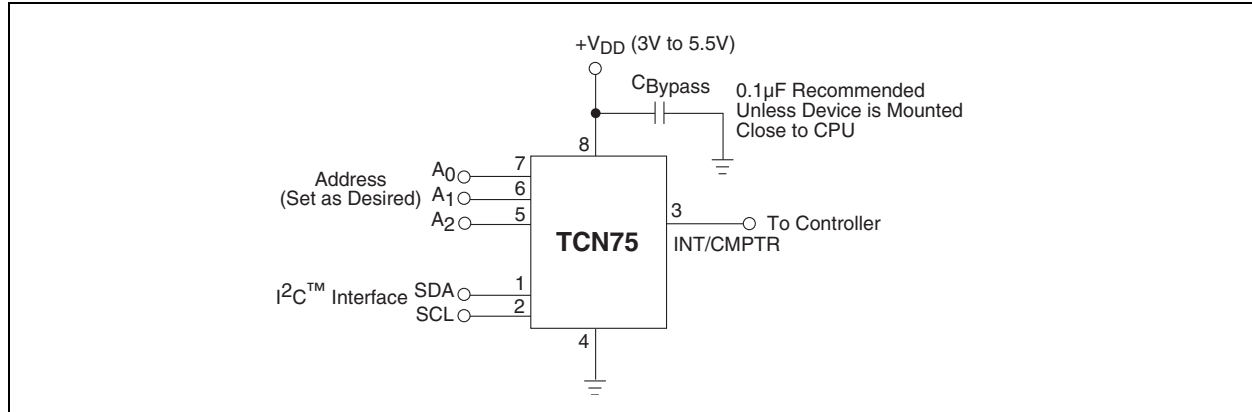 +VDD (3V to 5.5V)
CBypass
0.1µF Recommended
Unless Device is Mounted
Close to CPU
8
Address
(Set as Desired)
A0
7
A1
6
A2
5
TCN75
3
To Controller
INT/CMPTR
I2C™ Interface
SDA
1
SCL
2
4